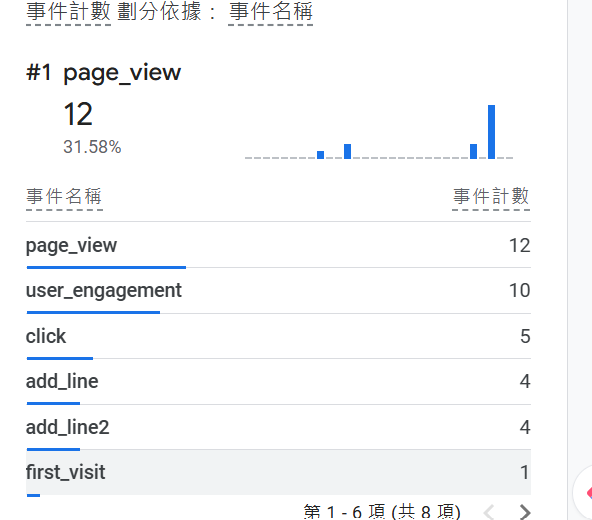 事件計數 劃分依據： 事件名稱
#1 page_view
12
31.58%
事件名稱 事件計數
page_view 12
user_engagement 10
click 5
add_line 4
add_line2 4
first_visit 1
第 1 - 6 項 (共 8 項)